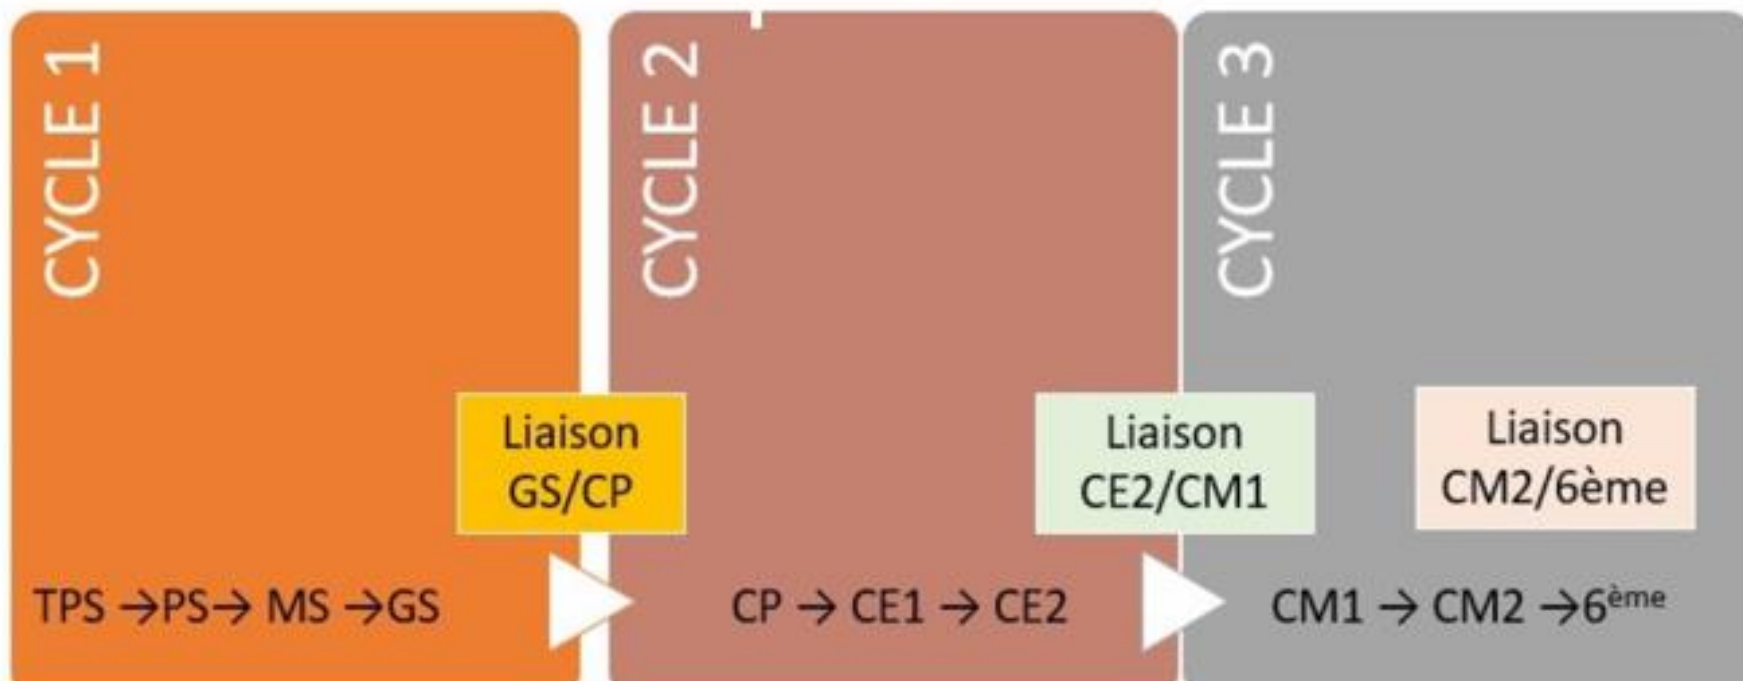 CYCLE 1
CYCLE 2
CYCLE 3
Liaison
GS/CP
Liaison
CE2/CM1
Liaison
CM2/6ème
TPS →PS→ MS →GS
CP → CE1 → CE2
CM1 → CM2 →6ème